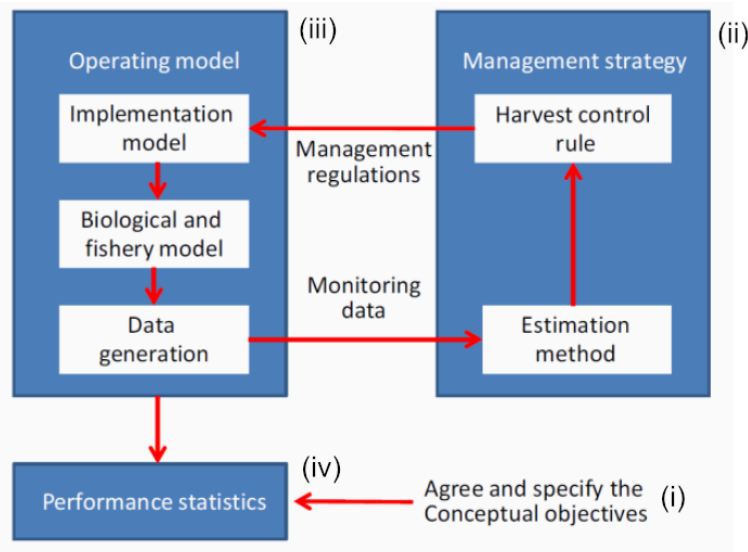 (iii)
(ii)
Operating model
Management strategy
Implementation
model
Harvest control
rule
Management
regulations
Biological and
fishery model
Monitoring
data
Data
generation
Estimation
method
(iv)
Performance statistics
Agree and specify the
Conceptual objectives
(i)